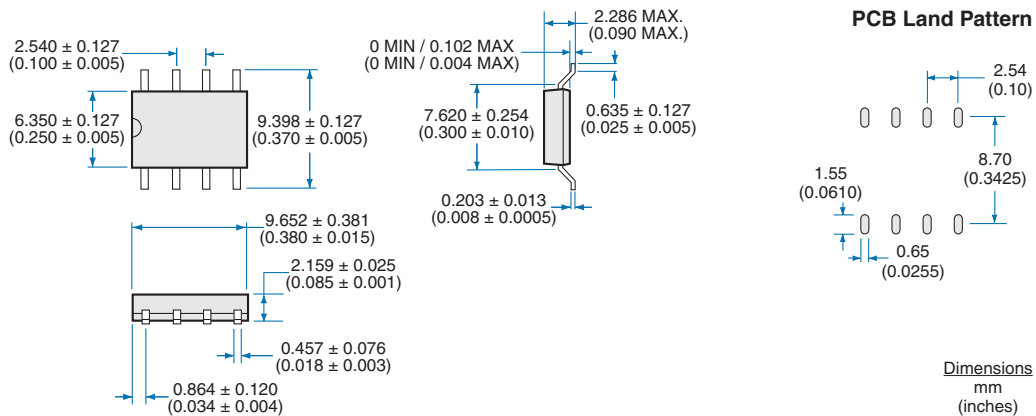 2.540 ± 0.127
(0.100 ± 0.005)
6.350 ± 0.127
(0.250 ± 0.005)
9.398 ± 0.127
(0.370 ± 0.005)
9.652 ± 0.381
(0.380 ± 0.015)
2.159 ± 0.025
(0.085 ± 0.001)
0.457 ± 0.076
(0.018 ± 0.003)
0.864 ± 0.120
(0.034 ± 0.004)
2.286 MAX.
(0.090 MAX.)
0 MIN / 0.102 MAX
(0 MIN / 0.004 MAX)
7.620 ± 0.254
(0.300 ± 0.010)
0.635 ± 0.127
(0.025 ± 0.005)
0.203 ± 0.013
(0.008 ± 0.0005)
PCB Land Pattern
2.54
(0.10)
8.70
(0.3425)
1.55
(0.0610)
0.65
(0.0255)
Dimensions
mm
(inches)